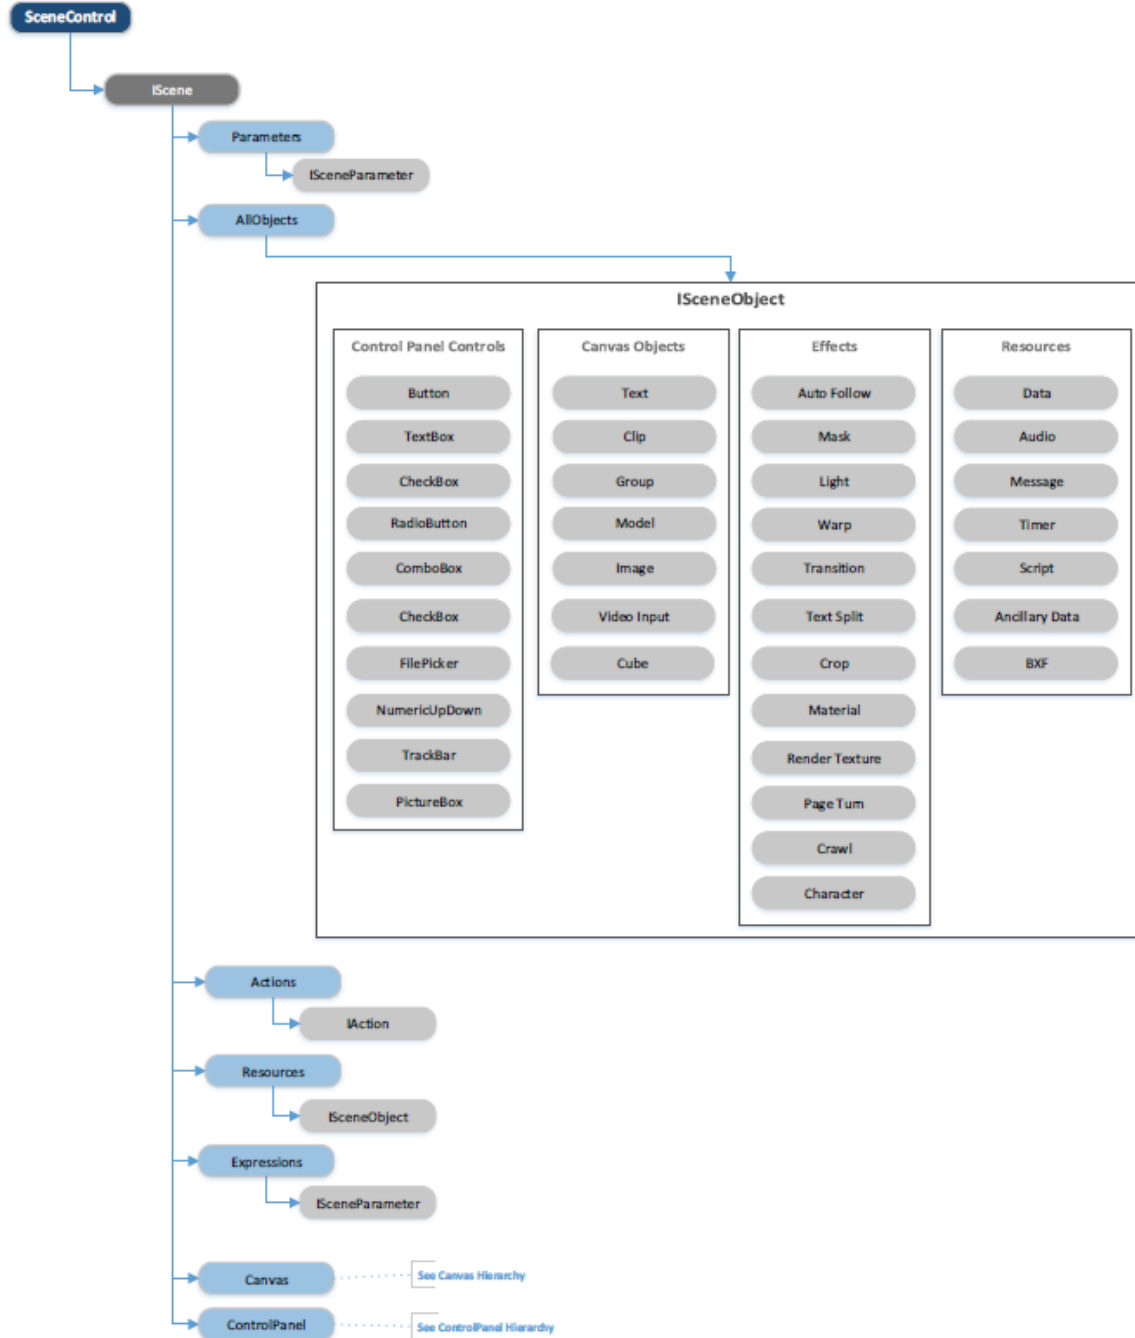 SceneControl
IScene
Parameters
ISceneParameter
AllObjects
ISceneObject
Control Panel Controls
Button
TextBox
CheckBox
RadioButton
ComboBox
CheckBox
FilePicker
NumericUpDown
TrackBar
PictureBox
Canvas Objects
Text
Clip
Group
Model
Image
Video Input
Cube
Effects
Auto Follow
Mask
Light
Warp
Transition
Text Split
Crop
Material
Render Texture
Page Turn
Crawl
Character
Resources
Data
Audio
Message
Timer
Script
Ancillary Data
BXF
Actions
IAction
Resources
ISceneObject
Expressions
ISceneParameter
Canvas
See Canvas Hierarchy
ControlPanel
See ControlPanel Hierarchy